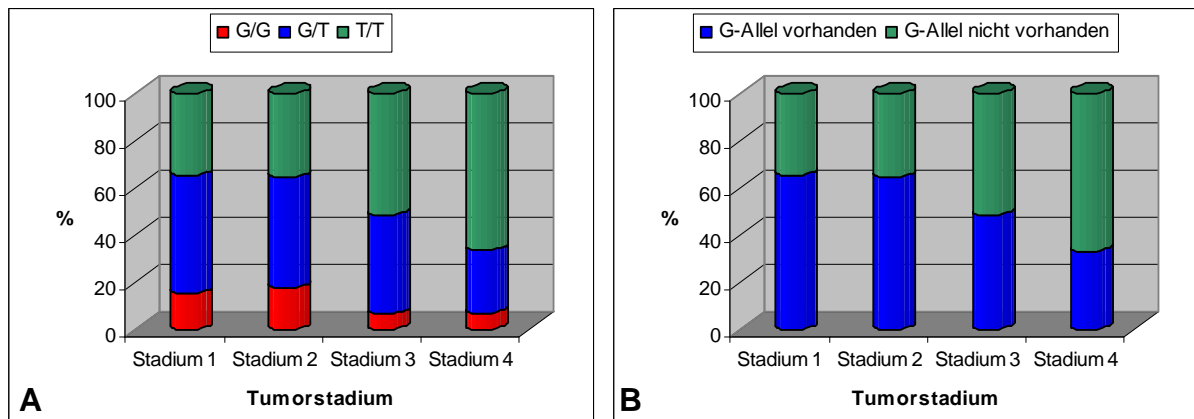 G/G G/T T/T
100
80
60
40
20
0
%
Stadium 1 Stadium 2 Stadium 3 Stadium 4
Tumorstadium
A
G-Allel vorhanden G-Allel nicht vorhanden
100
80
60
40
20
0
%
Stadium 1 Stadium 2 Stadium 3 Stadium 4
Tumorstadium
B